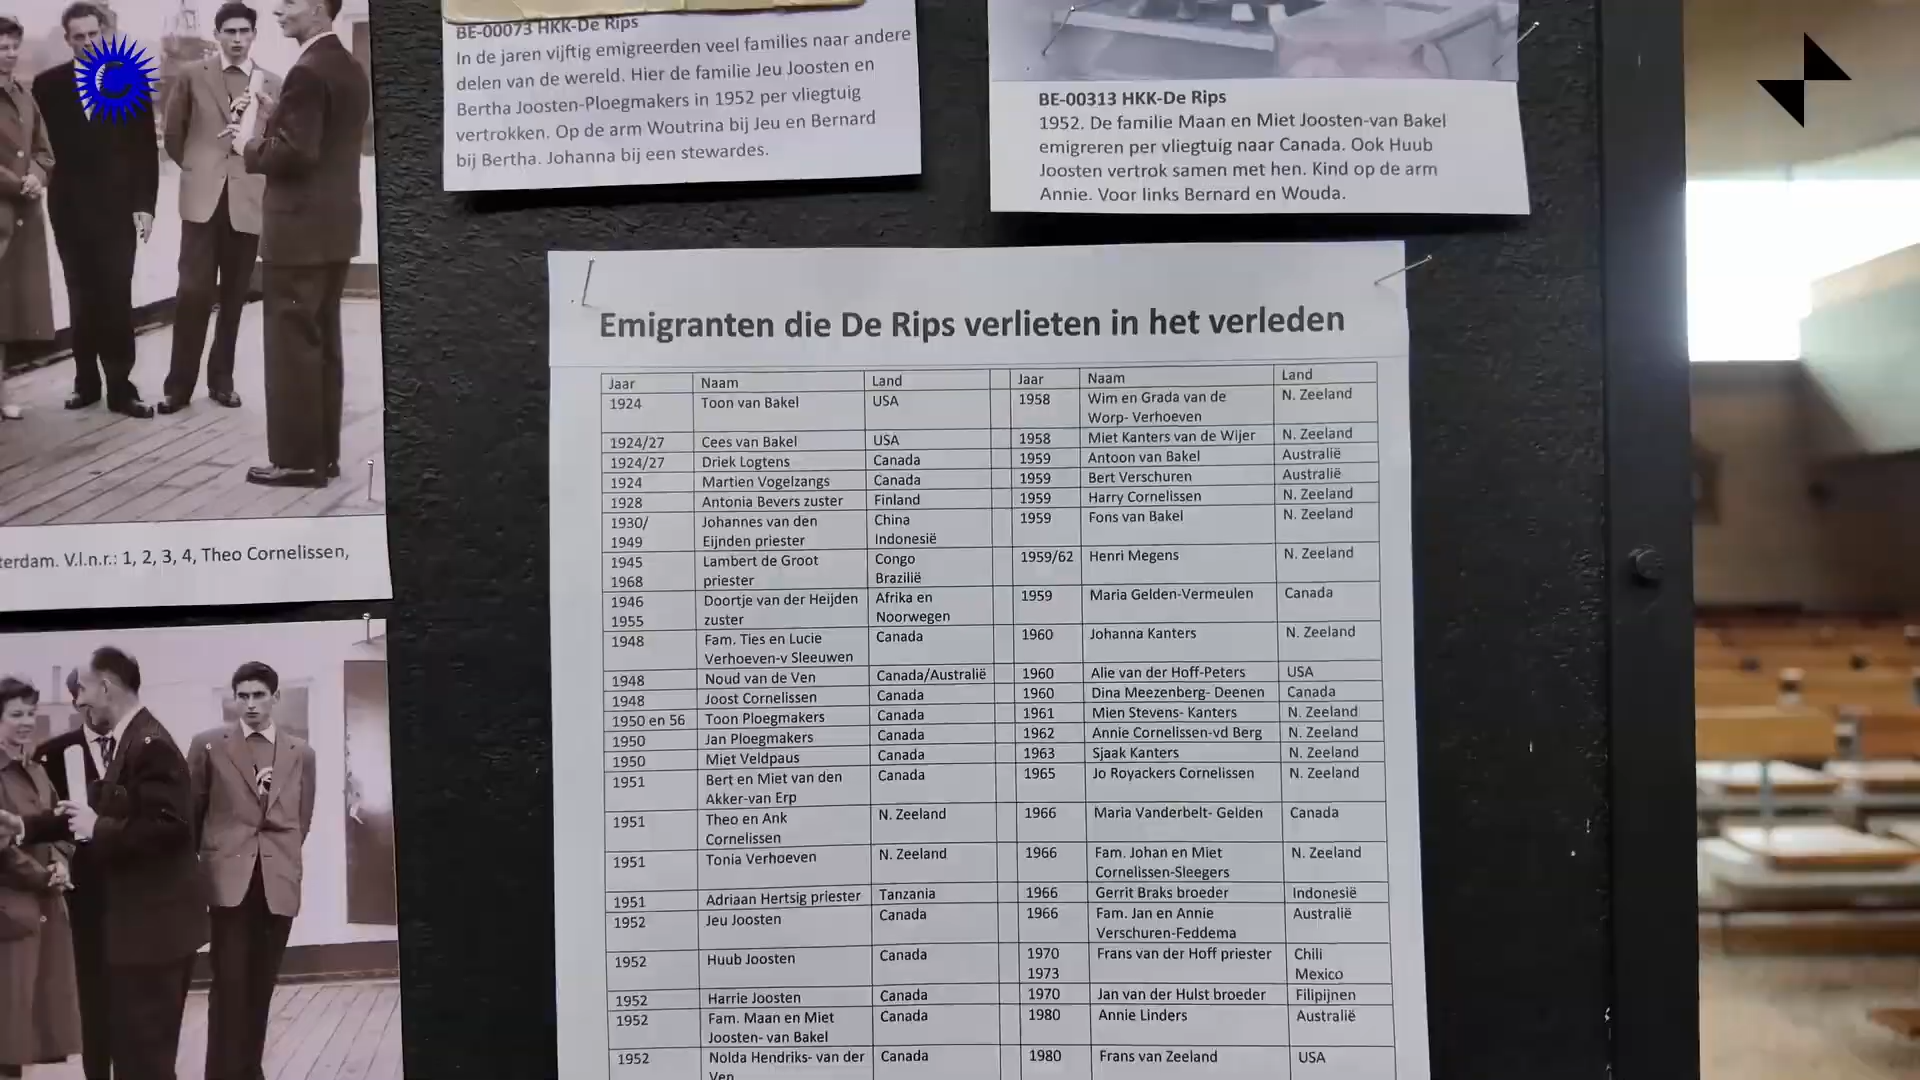 BE-00073 HKK-De Rips
In de jaren vijftig emigreerden veel families naar andere
delen van de wereld. Hier de familie Jeu Joosten en
Bertha Joosten-Ploegmakers in 1952 per vliegtuig
vertrokken. Op de arm Woutrina bij Jeu en Bernard
bij Bertha. Johanna bij een stewardes.
BE-00313 HKK-De Rips
1952. De familie Maan en Miet Joosten-van Bakel
emigreren per vliegtuig naar Canada. Ook Huub
Joosten vertrok samen met hen. Kind op de arm
Annie. Voor links Bernard en Wouda.
terdam. V.l.n.r.: 1, 2, 3, 4, Theo Cornelissen,
Emigranten die De Rips verlieten in het verleden
Jaar Naam Land
1924 Toon van Bakel USA
1924/27 Cees van Bakel USA
1924/27 Driek Logtens Canada
1924 Martien Vogelzangs Canada
1928 Antonia Bevers zuster Finland
1930/ Johannes van den China
1949 Eijnden priester Indonesië
1945 Lambert de Groot Congo
1968 priester Brazilië
1946 Doortje van der Heijden Afrika en
1955 zuster Noorwegen
1948 Fam. Ties en Lucie Canada
Verhoeven-v Sleeuwen
1948 Noud van de Ven Canada/Australië
1948 Joost Cornelissen Canada
1950 en 56 Toon Ploegmakers Canada
1950 Jan Ploegmakers Canada
1950 Miet Veldpaus Canada
1951 Bert en Miet van den Canada
Akker-van Erp
1951 Theo en Ank N. Zeeland
Cornelissen
1951 Tonia Verhoeven N. Zeeland
1951 Adriaan Hertsig priester Tanzania
1952 Jeu Joosten Canada
1952 Huub Joosten Canada
1952 Harrie Joosten Canada
1952 Fam. Maan en Miet Canada
Joosten- van Bakel
1952 Nolda Hendriks- van der Canada
Ven
Jaar Naam Land
1958 Wim en Grada van de N. Zeeland
Worp- Verhoeven
1958 Miet Kanters van de Wijer N. Zeeland
1959 Antoon van Bakel Australië
1959 Bert Verschuren Australië
1959 Harry Cornelissen N. Zeeland
1959 Fons van Bakel N. Zeeland
1959/62 Henri Megens N. Zeeland
1959 Maria Gelden-Vermeulen Canada
1960 Johanna Kanters N. Zeeland
1960 Alie van der Hoff-Peters USA
1960 Dina Meezenberg- Deenen Canada
1961 Mien Stevens- Kanters N. Zeeland
1962 Annie Cornelissen-vd Berg N. Zeeland
1963 Sjaak Kanters N. Zeeland
1965 Jo Royackers Cornelissen N. Zeeland
1966 Maria Vanderbelt- Gelden Canada
1966 Fam. Johan en Miet N. Zeeland
Cornelissen-Sleegers
1966 Gerrit Braks broeder Indonesië
1966 Fam. Jan en Annie Australië
Verschuren-Feddema
1970 Frans van der Hoff priester Chili
1973 Mexico
1970 Jan van der Hulst broeder Filipijnen
1980 Annie Linders Australië
1980 Frans van Zeeland USA